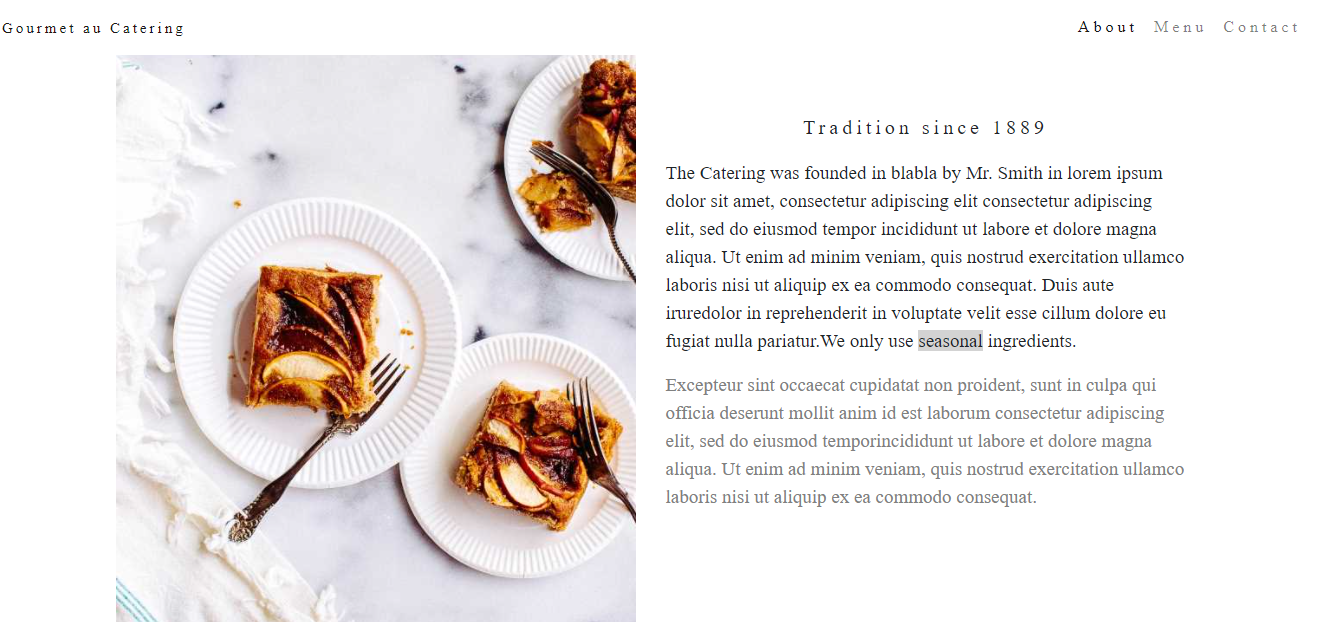 Gourmet au Catering
About Menu Contact
Tradition since 1889
The Catering was founded in blabla by Mr. Smith in lorem ipsum
dolor sit amet, consectetur adipiscing elit consectetur adipiscing
elit, sed do eiusmod tempor incididunt ut labore et dolore magna
aliqua. Ut enim ad minim veniam, quis nostrud exercitation ullamco
laboris nisi ut aliquip ex ea commodo consequat. Duis aute
iruredolor in reprehenderit in voluptate velit esse cillum dolore eu
fugiat nulla pariatur.We only use seasonal ingredients.
Excepteur sint occaecat cupidatat non proident, sunt in culpa qui
officia deserunt mollit anim id est laborum consectetur adipiscing
elit, sed do eiusmod temporincididunt ut labore et dolore magna
aliqua. Ut enim ad minim veniam, quis nostrud exercitation ullamco
laboris nisi ut aliquip ex ea commodo consequat.